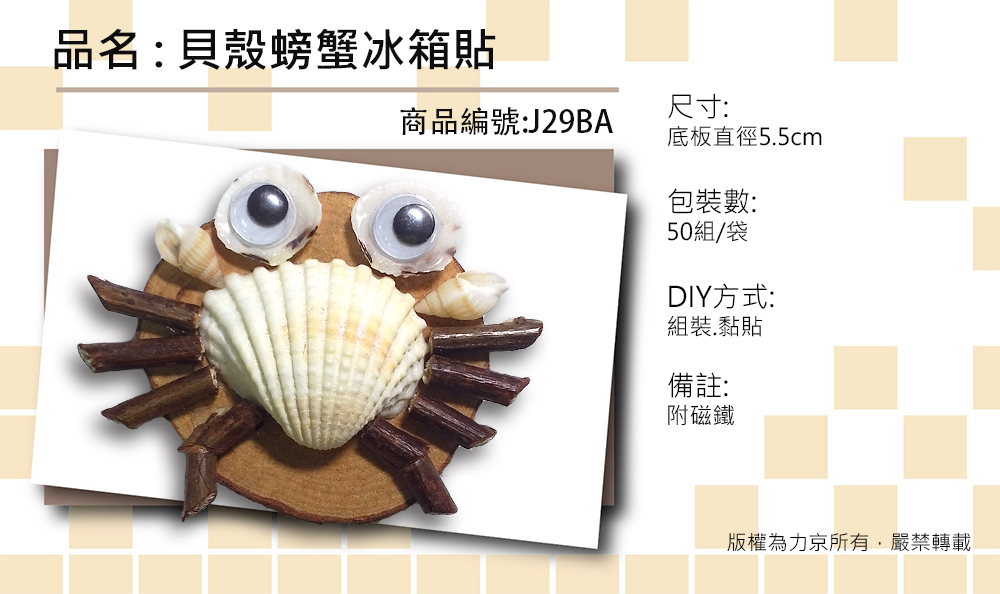 品名 : 貝殼螃蟹冰箱貼
商品編號:J29BA
尺寸:
底板直徑5.5cm
包裝數:
50組/袋
DIY方式:
組裝.黏貼
備註:
附磁鐵
版權為力京所有，嚴禁轉載